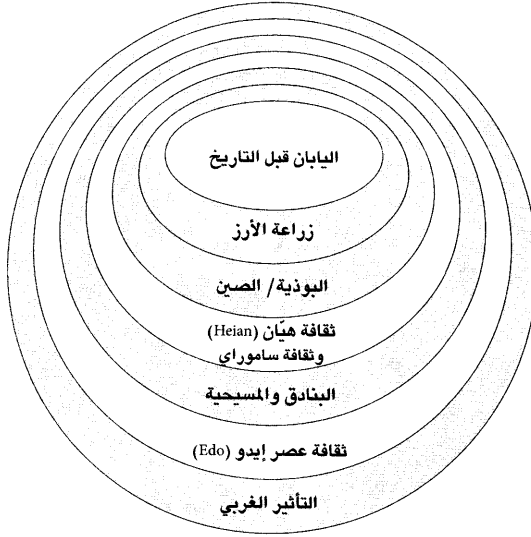 اليابان قبل التاريخ
زراعة الأرز
البوذية/ الصين
ثقافة هيّان (Heian)
وثقافة ساموراي
البنادق والمسيحية
ثقافة عصر إيدو (Edo)
التأثير الغربي